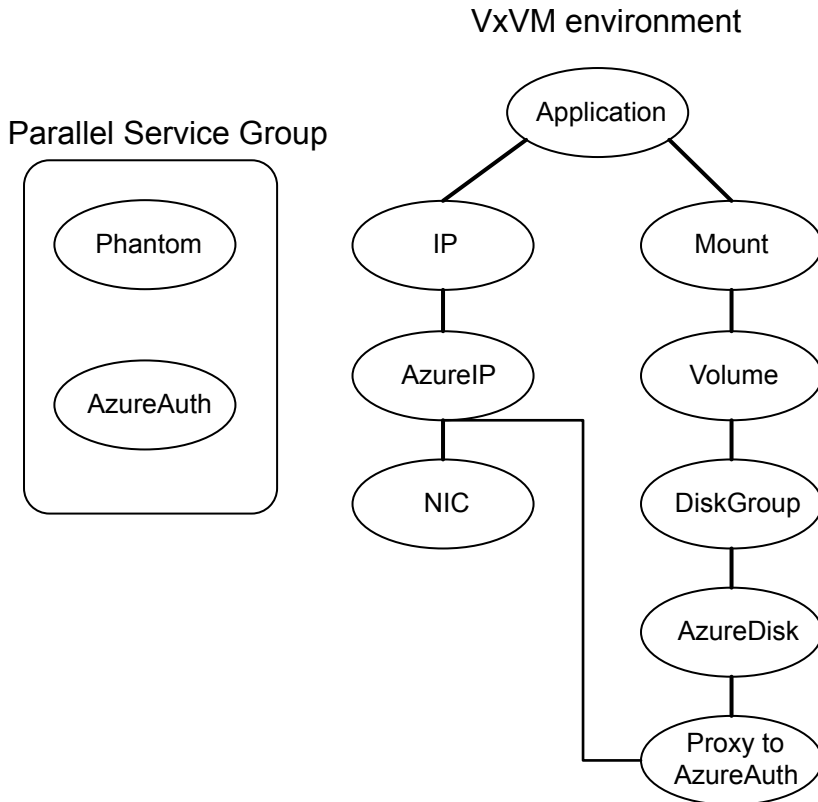 VxVM environment
Application
Parallel Service Group
Phantom
IP
Mount
AzureAuth
AzureIP
Volume
NIC
DiskGroup
AzureDisk
Proxy to
AzureAuth